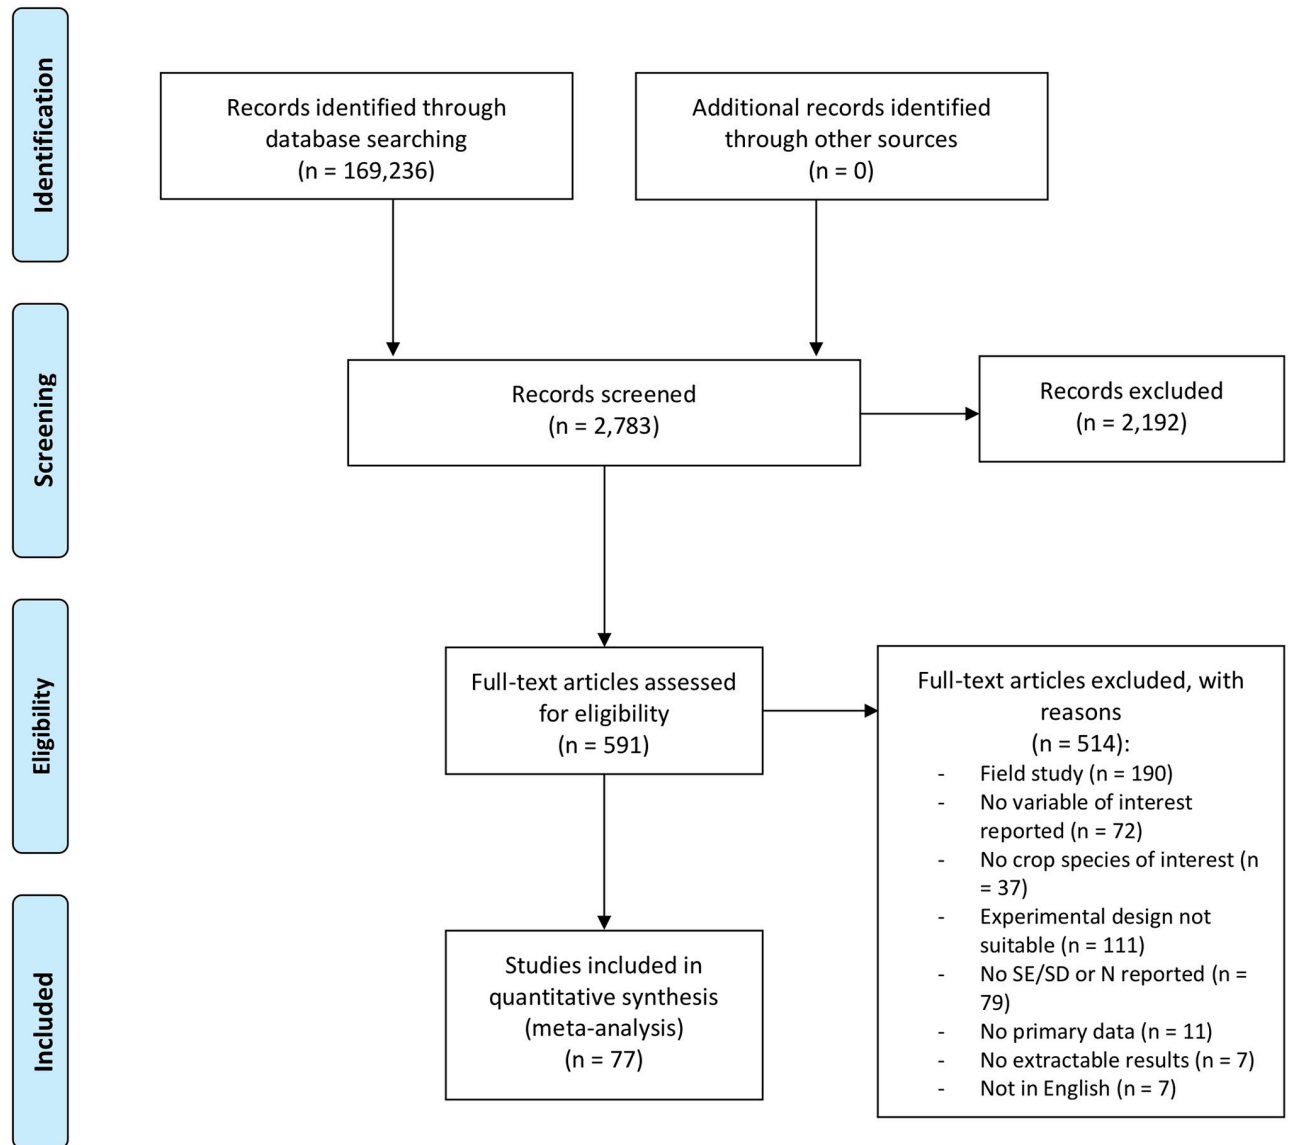 Identification
Records identified through
database searching
(n = 169,236)
Additional records identified
through other sources
(n = 0)
Screening
Records screened
(n = 2,783)
Records excluded
(n = 2,192)
Eligibility
Full-text articles assessed
for eligibility
(n = 591)
Full-text articles excluded, with
reasons
(n = 514):
- Field study (n = 190)
- No variable of interest
reported (n = 72)
- No crop species of interest (n
= 37)
- Experimental design not
suitable (n = 111)
- No SE/SD or N reported (n =
79)
- No primary data (n = 11)
- No extractable results (n = 7)
- Not in English (n = 7)
Included
Studies included in
quantitative synthesis
(meta-analysis)
(n = 77)